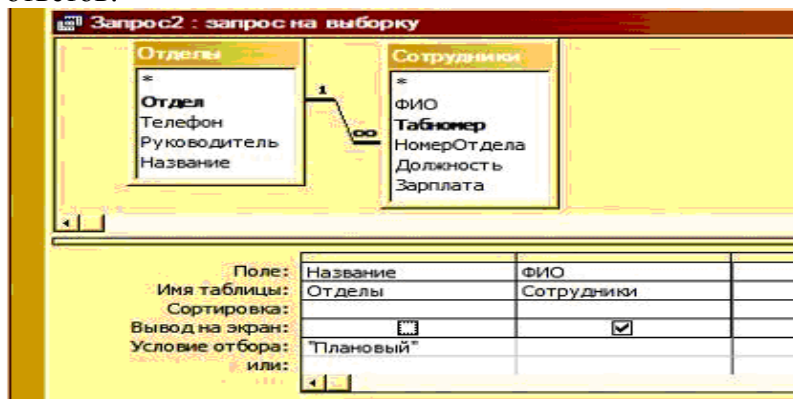 Запрос2 : запрос на выборку
Отделы
*
Отдел
Телефон
Руководитель
Название
1
∞
Сотрудники
*
ФИО
Табномер
НомерОтдела
Должность
Зарплата
Поле: Название ФИО
Имя таблицы: Отделы Сотрудники
Сортировка:
Вывод на экран:
Условие отбора: "Плановый"
или: